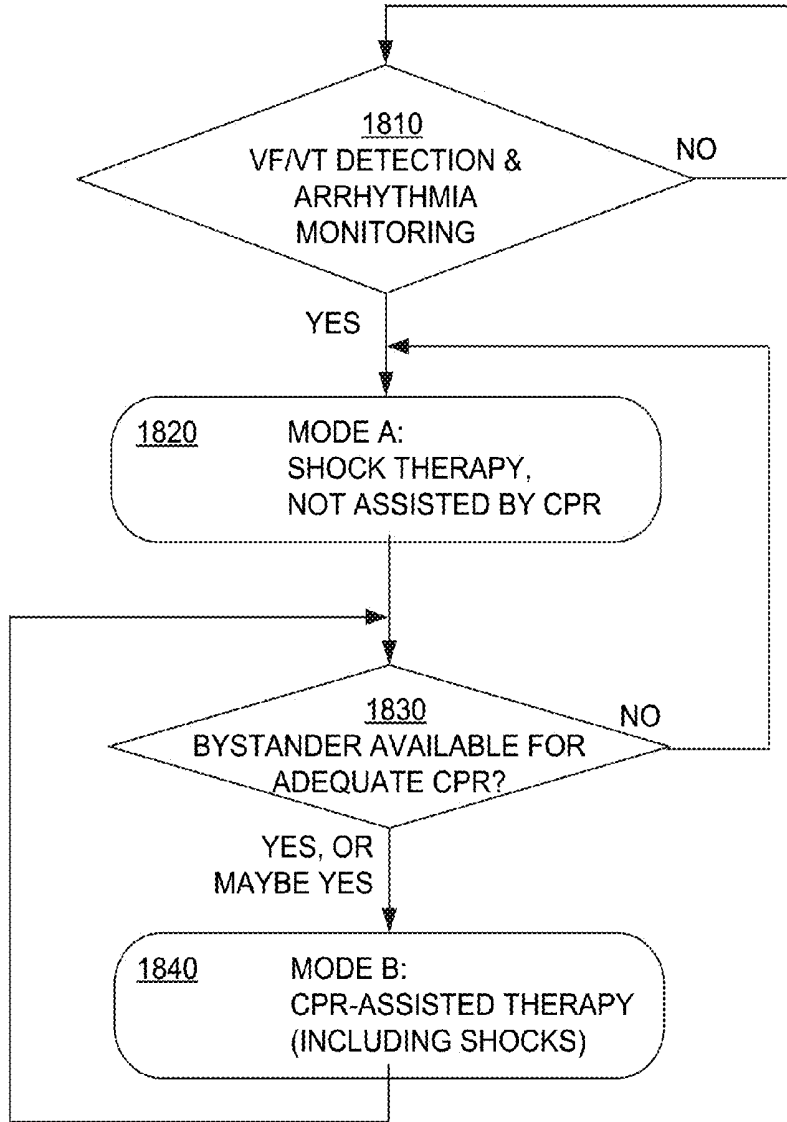 1810
VF/VT DETECTION &
ARRHYTHMIA
MONITORING
NO
YES
1820 MODE A:
SHOCK THERAPY,
NOT ASSISTED BY CPR
1830
BYSTANDER AVAILABLE FOR
ADEQUATE CPR?
NO
YES, OR
MAYBE YES
1840 MODE B:
CPR-ASSISTED THERAPY
(INCLUDING SHOCKS)